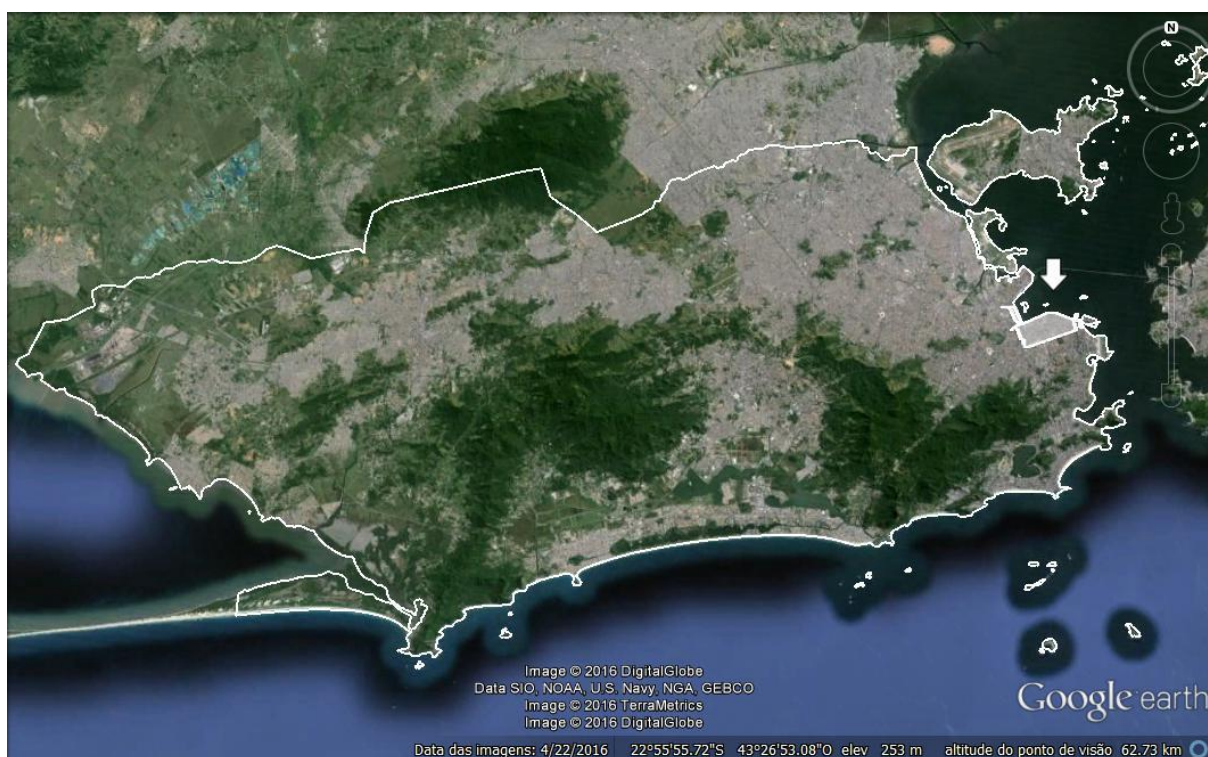 N
Image © 2016 DigitalGlobe
Data SIO, NOAA, U.S. Navy, NGA, GEBCO
Image © 2016 TerraMetrics
Image © 2016 DigitalGlobe
Google earth
Data das imagens: 4/22/2016 22°55'55.72"S 43°26'53.08"O elev 253 m altitude do ponto de visão 62.73 km